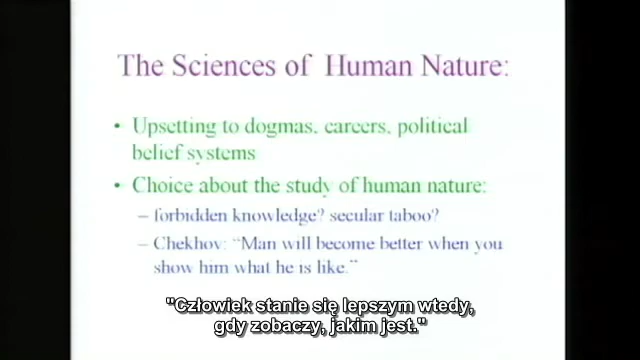 The Sciences of Human Nature:
• Upsetting to dogmas, careers, political
belief systems
• Choice about the study of human nature:
– forbidden knowledge? secular taboo?
– Chekhov: “Man will become better when you
show him what he is like.”
"Człowiek stanie się lepszym wtedy,
gdy zobaczy, jakim jest."